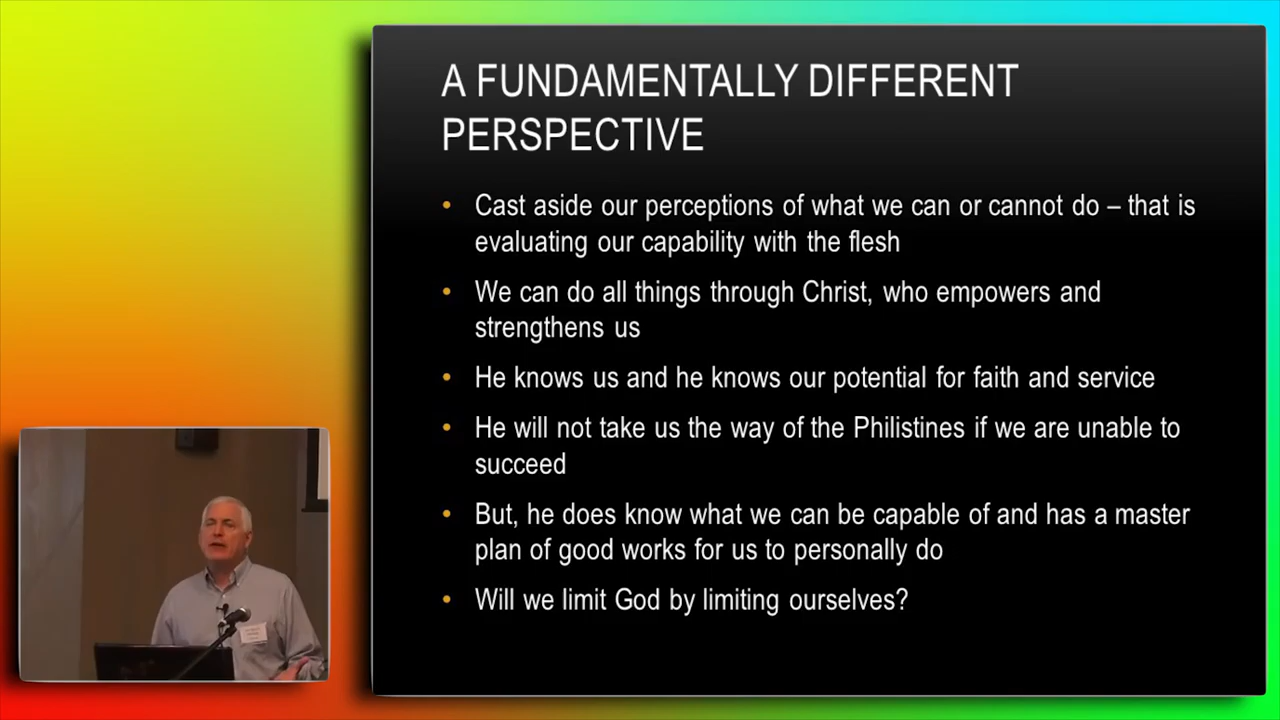 A FUNDAMENTALLY DIFFERENT
PERSPECTIVE
• Cast aside our perceptions of what we can or cannot do – that is
evaluating our capability with the flesh
• We can do all things through Christ, who empowers and
strengthens us
• He knows us and he knows our potential for faith and service
• He will not take us the way of the Philistines if we are unable to
succeed
• But, he does know what we can be capable of and has a master
plan of good works for us to personally do
• Will we limit God by limiting ourselves?